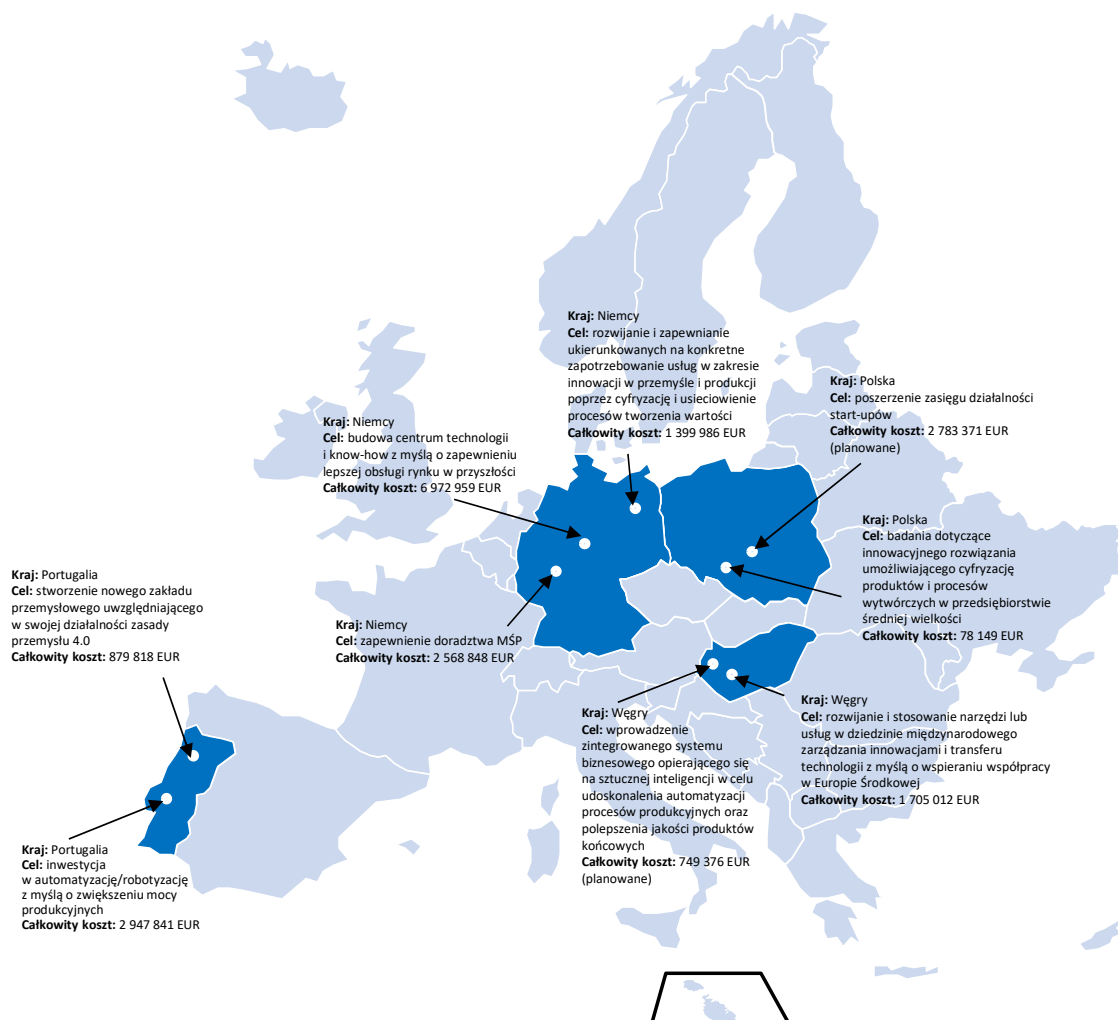 Kraj: Niemcy
Cel: rozwijanie i zapewnianie
ukierunkowanych na konkretne
zapotrzebowanie usług w zakresie
innowacji w przemyśle i produkcji
poprzez cyfryzację i usieciowienie
procesów tworzenia wartości
Całkowity koszt: 1 399 986 EUR
Kraj: Polska
Cel: poszerzenie zasięgu działalności
start-upów
Całkowity koszt: 2 783 371 EUR
(planowane)
Kraj: Niemcy
Cel: budowa centrum technologii
i know-how z myślą o zapewnieniu
lepszej obsługi rynku w przyszłości
Całkowity koszt: 6 972 959 EUR
Kraj: Polska
Cel: badania dotyczące
innowacyjnego rozwiązania
umożliwiającego cyfryzację
produktów i procesów
wytwórczych w przedsiębiorstwie
średniej wielkości
Całkowity koszt: 78 149 EUR
Kraj: Portugalia
Cel: stworzenie nowego zakładu
przemysłowego uwzględniającego
w swojej działalności zasady
przemysłu 4.0
Całkowity koszt: 879 818 EUR
Kraj: Niemcy
Cel: zapewnienie doradztwa MŚP
Całkowity koszt: 2 568 848 EUR
Kraj: Węgry
Cel: wprowadzenie
zintegrowanego systemu
biznesowego opierającego się
na sztucznej inteligencji w celu
udoskonalenia automatyzacji
procesów produkcyjnych oraz
polepszenia jakości produktów
końcowych
Całkowity koszt: 749 376 EUR
(planowane)
Kraj: Węgry
Cel: rozwijanie i stosowanie narzędzi lub
usług w dziedzinie międzynarodowego
zarządzania innowacjami i transferu
technologii z myślą o wspieraniu współpracy
w Europie Środkowej
Całkowity koszt: 1 705 012 EUR
Kraj: Portugalia
Cel: inwestycja
w automatyzację/robotyzację
z myślą o zwiększeniu mocy
produkcyjnych
Całkowity koszt: 2 947 841 EUR